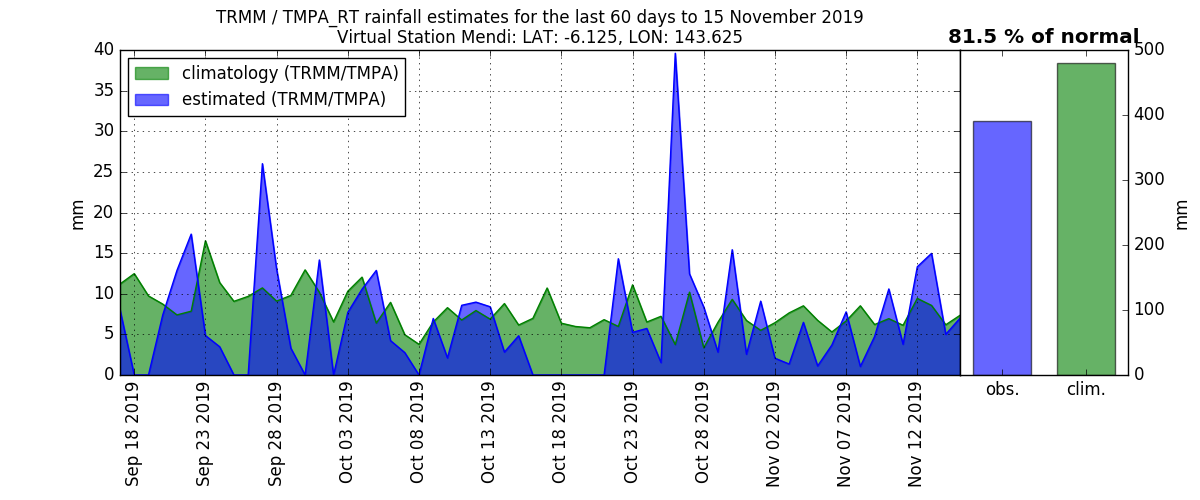 TRMM / TMPA_RT rainfall estimates for the last 60 days to 15 November 2019
Virtual Station Mendi: LAT: -6.125, LON: 143.625
81.5 % of normal
climatology (TRMM/TMPA)
estimated (TRMM/TMPA)
mm
40
35
30
25
20
15
10
5
0
Sep 18 2019
Sep 23 2019
Sep 28 2019
Oct 03 2019
Oct 08 2019
Oct 13 2019
Oct 18 2019
Oct 23 2019
Oct 28 2019
Nov 02 2019
Nov 07 2019
Nov 12 2019
500
400
300
200
100
0
mm
obs.
clim.